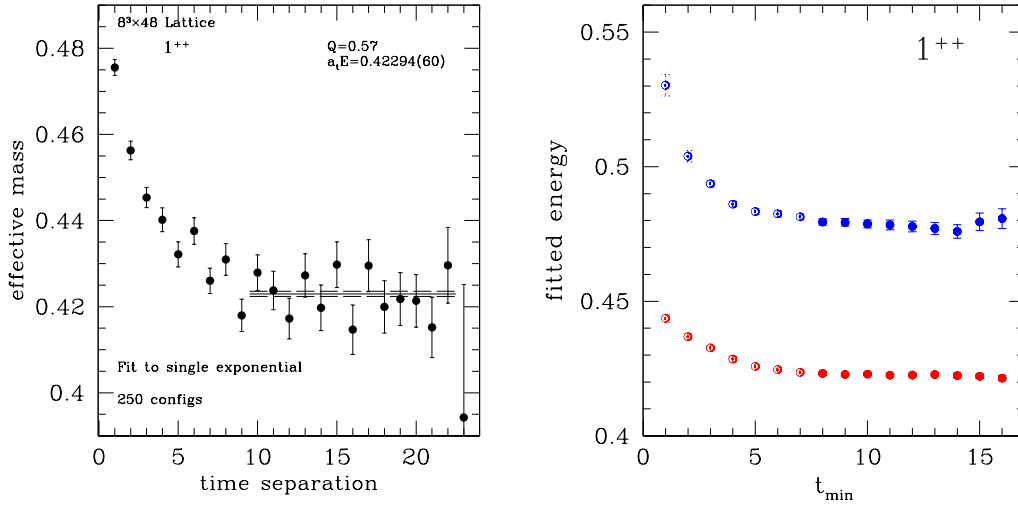 8³×48 Lattice
1⁺⁺
Q=0.57
aₜE=0.42294(60)
0.48
0.46
0.44
0.42
0.4
effective mass
Fit to single exponential
250 configs
0 5 10 15 20
time separation
1⁺⁺
0.55
0.5
0.45
0.4
fitted energy
0 5 10 15
t_min